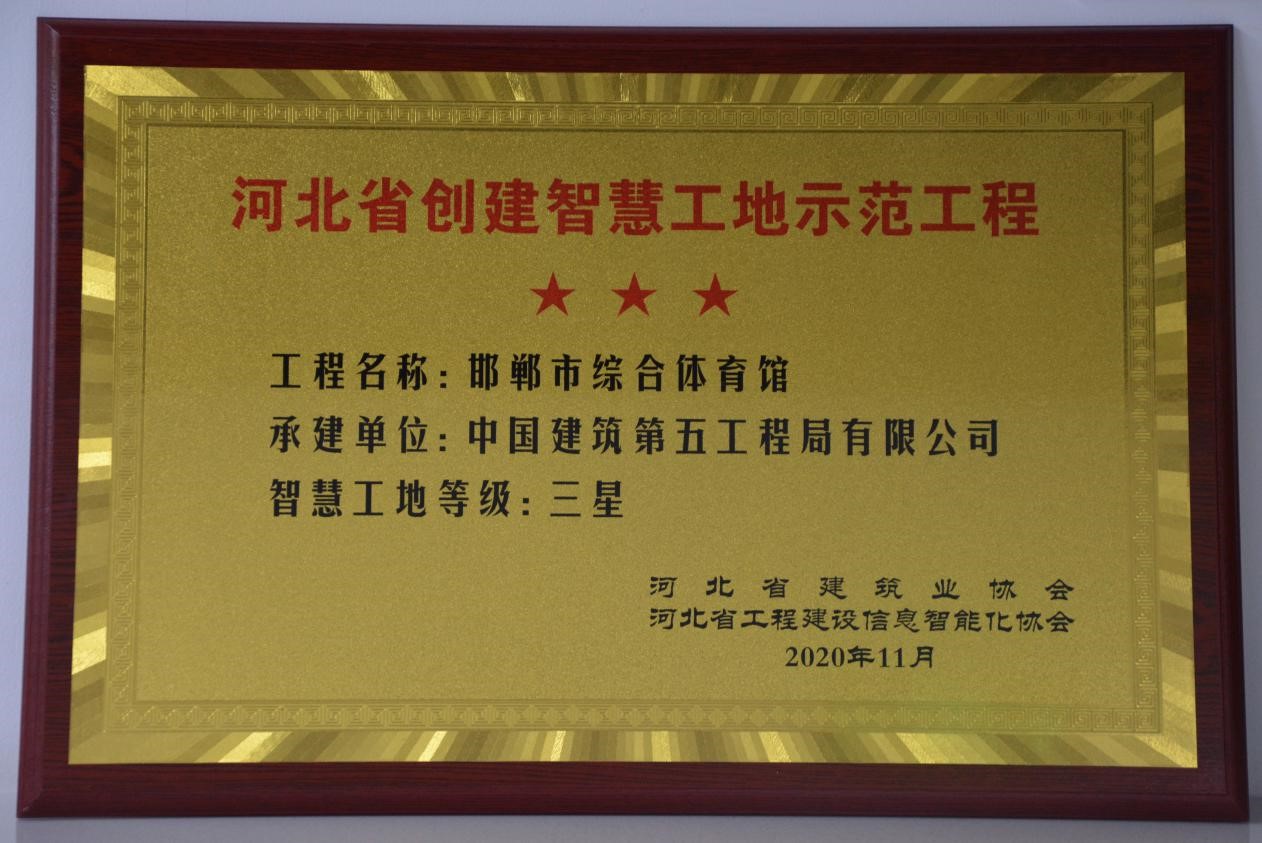 河北省创建智慧工地示范工程
★ ★ ★
工程名称：邯郸市综合体育馆
承建单位：中国建筑第五工程局有限公司
智慧工地等级：三星
河北省建筑业协会
河北省工程建设信息智能化协会
2020年11月